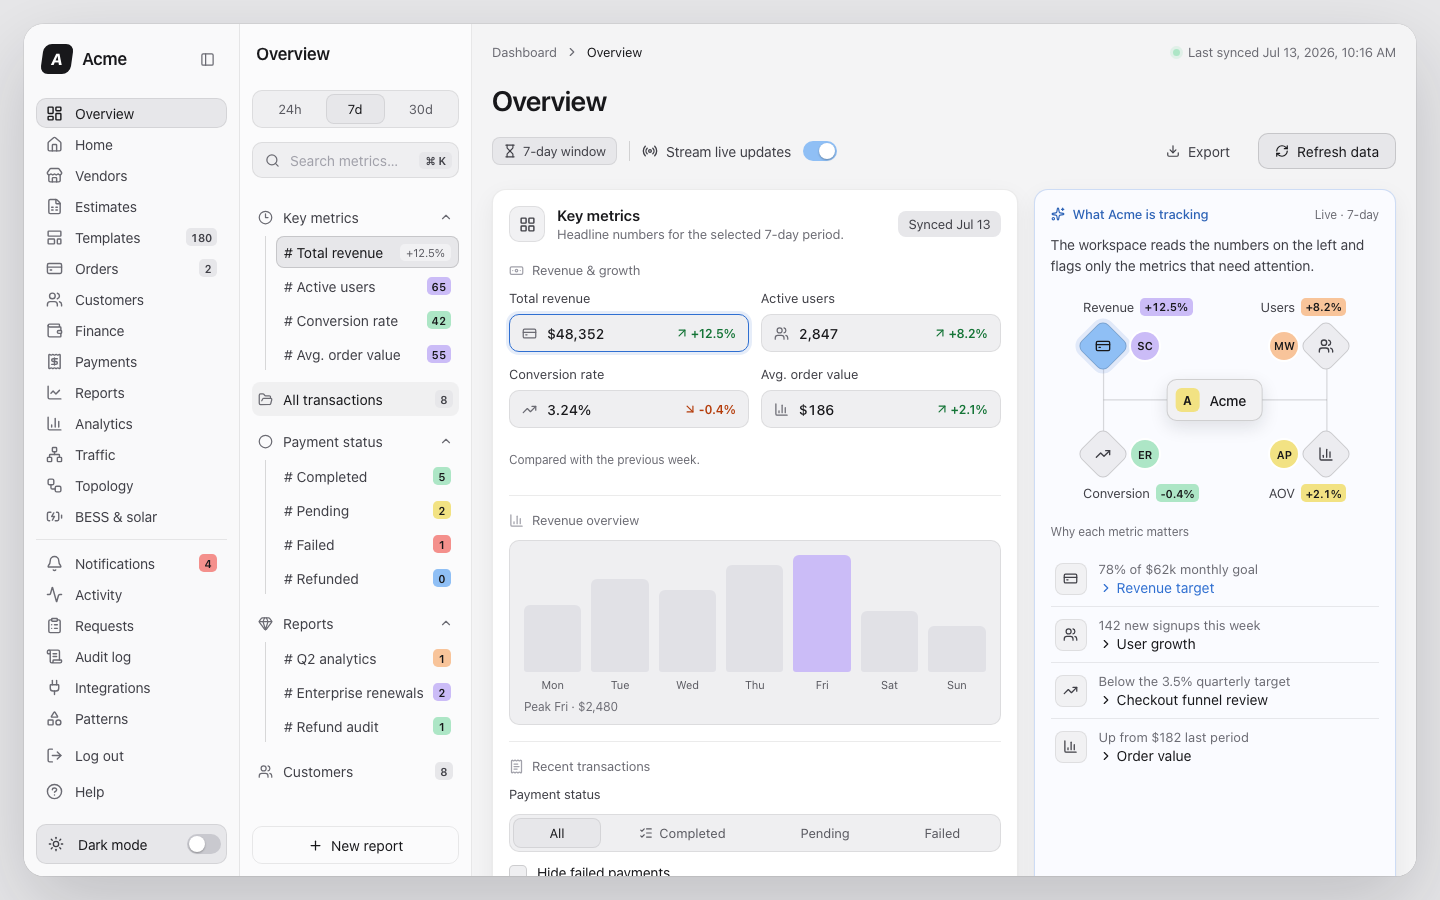 A Acme
Overview
Home
Vendors
Estimates
Templates 180
Orders 2
Customers
Finance
Payments
Reports
Analytics
Traffic
Topology
BESS & solar
Notifications 4
Activity
Requests
Audit log
Integrations
Patterns
Log out
Help
Dark mode
Overview
24h 7d 30d
Search metrics... ⌘ K
Key metrics
# Total revenue +12.5%
# Active users 65
# Conversion rate 42
# Avg. order value 55
All transactions 8
Payment status
# Completed 5
# Pending 2
# Failed 1
# Refunded 0
Reports
# Q2 analytics 1
# Enterprise renewals 2
# Refund audit 1
Customers 8
+ New report
Dashboard > Overview
Last synced Jul 13, 2026, 10:16 AM
Overview
7-day window
Stream live updates
Export
Refresh data
Key metrics
Headline numbers for the selected 7-day period.
Synced Jul 13
Revenue & growth
Total revenue
$48,352 +12.5%
Active users
2,847 +8.2%
Conversion rate
3.24% -0.4%
Avg. order value
$186 +2.1%
Compared with the previous week.
Revenue overview
Mon Tue Wed Thu Fri Sat Sun
Peak Fri · $2,480
Recent transactions
Payment status
All Completed Pending Failed
Hide failed payments
What Acme is tracking
Live · 7-day
The workspace reads the numbers on the left and
flags only the metrics that need attention.
Revenue +12.5%
Users +8.2%
SC
MW
A Acme
ER
AP
Conversion -0.4%
AOV +2.1%
Why each metric matters
78% of $62k monthly goal
> Revenue target
142 new signups this week
> User growth
Below the 3.5% quarterly target
> Checkout funnel review
Up from $182 last period
> Order value